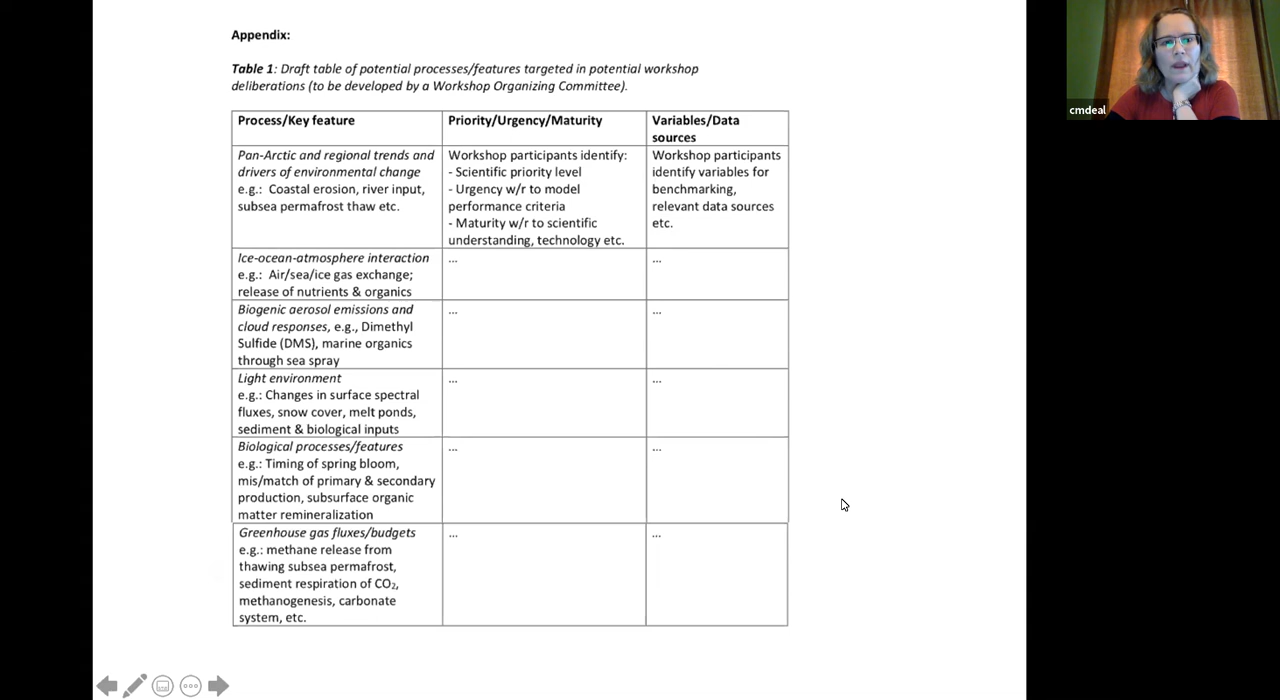 Appendix:
Table 1: Draft table of potential processes/features targeted in potential workshop
deliberations (to be developed by a Workshop Organizing Committee).
Process/Key feature
Priority/Urgency/Maturity
Variables/Data
sources
Pan-Arctic and regional trends and
drivers of environmental change
e.g.: Coastal erosion, river input,
subsea permafrost thaw etc.
Workshop participants identify:
- Scientific priority level
- Urgency w/r to model
performance criteria
- Maturity w/r to scientific
understanding, technology etc.
Workshop participants
identify variables for
benchmarking,
relevant data sources
etc.
Ice-ocean-atmosphere interaction
e.g.: Air/sea/ice gas exchange;
release of nutrients & organics
...
...
Biogenic aerosol emissions and
cloud responses, e.g., Dimethyl
Sulfide (DMS), marine organics
through sea spray
...
...
Light environment
e.g.: Changes in surface spectral
fluxes, snow cover, melt ponds,
sediment & biological inputs
...
...
Biological processes/features
e.g.: Timing of spring bloom,
mis/match of primary & secondary
production, subsurface organic
matter remineralization
...
...
Greenhouse gas fluxes/budgets
e.g.: methane release from
thawing subsea permafrost,
sediment respiration of CO₂,
methanogenesis, carbonate
system, etc.
...
...
cmdeal